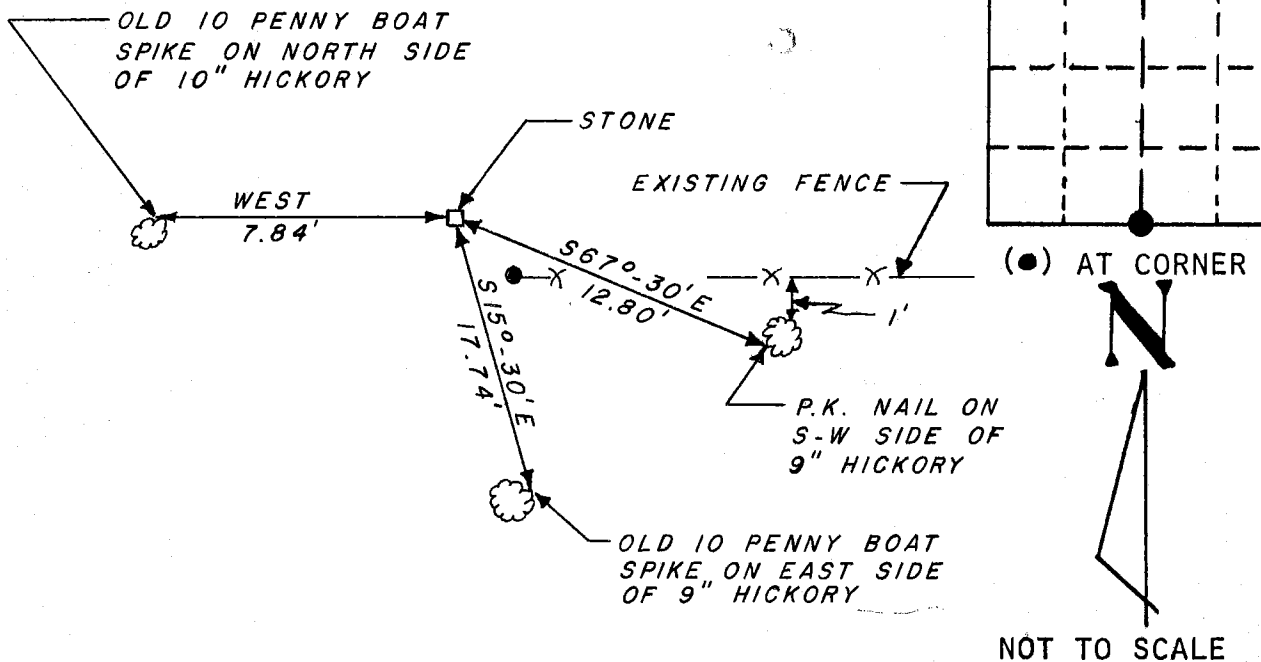 OLD 10 PENNY BOAT
SPIKE ON NORTH SIDE
OF 10" HICKORY
STONE
EXISTING FENCE
WEST
7.84'
S67°-30'E
12.80'
S15°-30'E
17.74'
1'
P.K. NAIL ON
S-W SIDE OF
9" HICKORY
OLD 10 PENNY BOAT
SPIKE ON EAST SIDE
OF 9" HICKORY
(●) AT CORNER
N
NOT TO SCALE